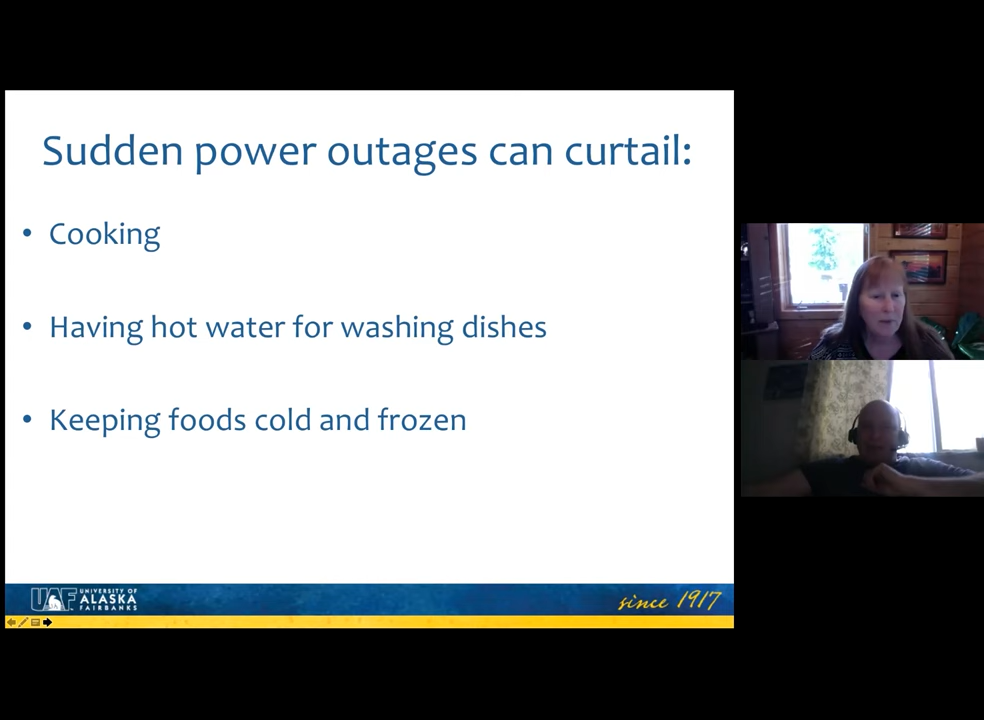 Sudden power outages can curtail:
• Cooking
• Having hot water for washing dishes
• Keeping foods cold and frozen
UAF UNIVERSITY OF
ALASKA
FAIRBANKS
since 1917